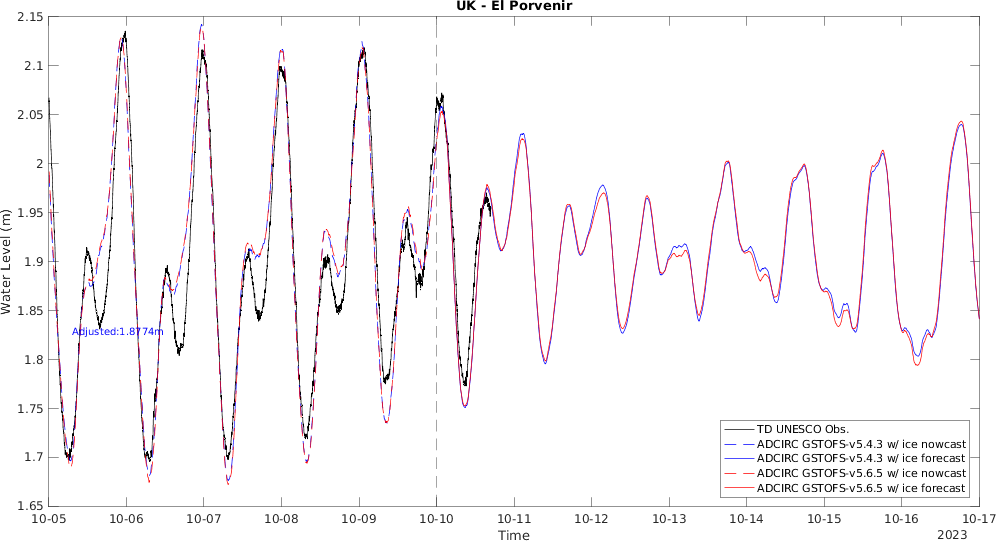 UK - El Porvenir
2.15
2.1
2.05
2
1.95
1.9
1.85
1.8
1.75
1.7
1.65
Water Level (m)
Adjusted:1.8774m
TD UNESCO Obs.
ADCIRC GSTOFS-v5.4.3 w/ ice nowcast
ADCIRC GSTOFS-v5.4.3 w/ ice forecast
ADCIRC GSTOFS-v5.6.5 w/ ice nowcast
ADCIRC GSTOFS-v5.6.5 w/ ice forecast
10-05 10-06 10-07 10-08 10-09 10-10 10-11 10-12 10-13 10-14 10-15 10-16 10-17
Time
2023